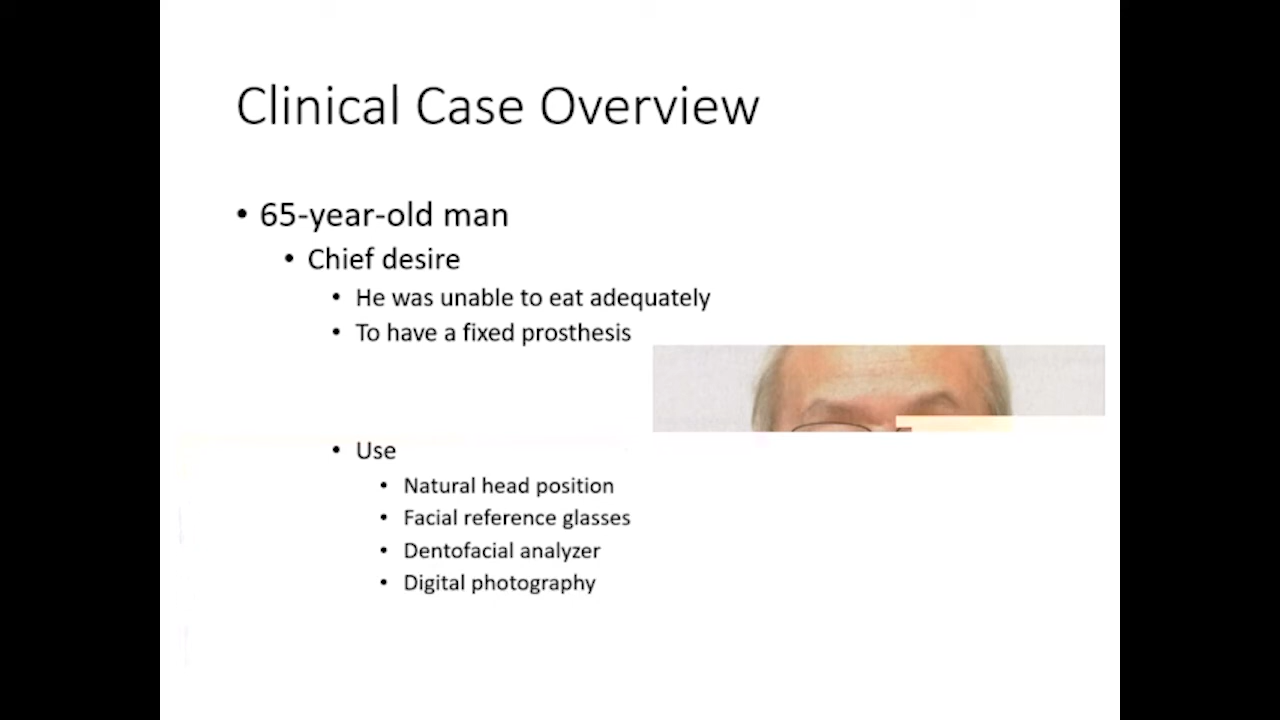 Clinical Case Overview
• 65-year-old man
• Chief desire
• He was unable to eat adequately
• To have a fixed prosthesis
• Use
• Natural head position
• Facial reference glasses
• Dentofacial analyzer
• Digital photography